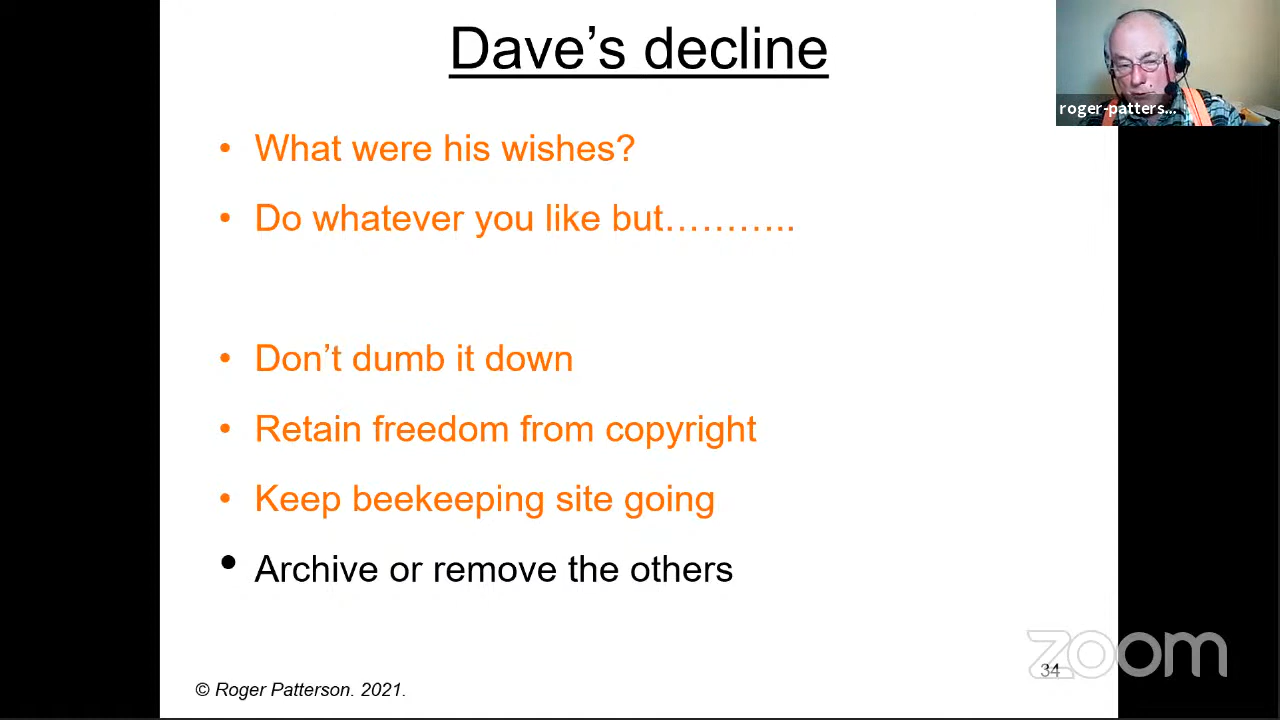 Dave’s decline
roger-patters...
• What were his wishes?
• Do whatever you like but………..
• Don’t dumb it down
• Retain freedom from copyright
• Keep beekeeping site going
• Archive or remove the others
© Roger Patterson. 2021.
34
zoom